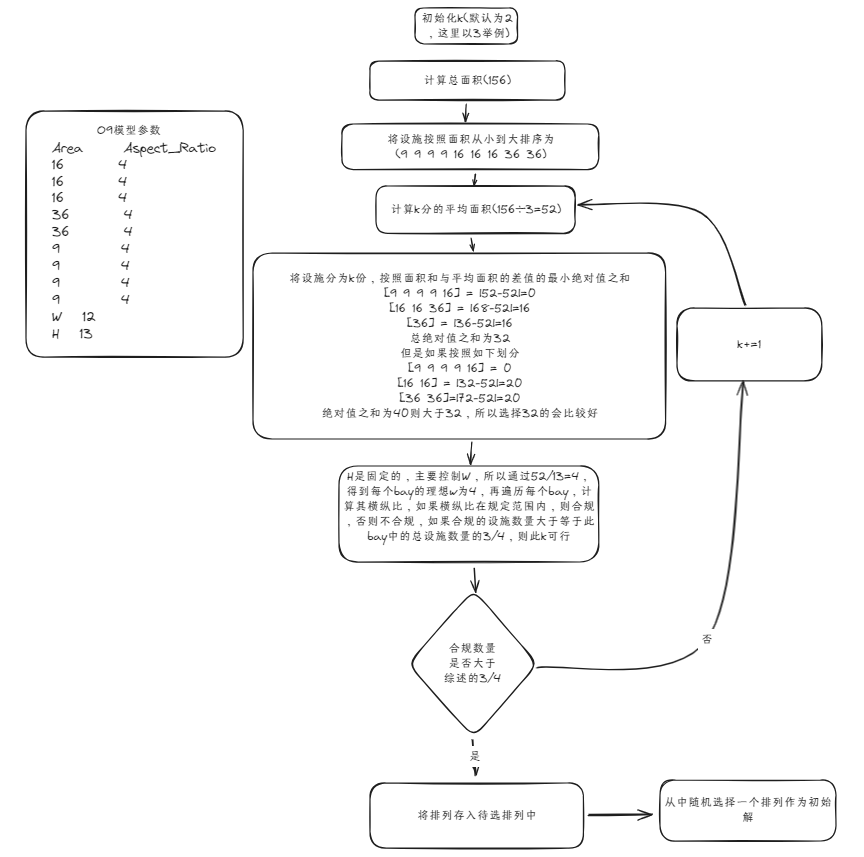 初始化k(默认为2
，这里以3举例)
计算总面积(156)
将设施按照面积从小到大排序为
(9 9 9 9 16 16 16 36 36)
计算k分的平均面积(156÷3=52)
09模型参数
Area Aspect_Ratio
16 4
16 4
16 4
36 4
36 4
9 4
9 4
9 4
9 4
W 12
H 13
将设施分为k份，按照面积和与平均面积的差值的最小绝对值之和
[9 9 9 9 16] = |52-52|=0
[16 16 36] = |68-52|=16
[36] = |36-52|=16
总绝对值之和为32
但是如果按照如下划分
[9 9 9 9 16] = 0
[16 16] = |32-52|=20
[36 36]=|72-52|=20
绝对值之和为40则大于32，所以选择32的会比较好
k+=1
H是固定的，主要控制W，所以通过52/13=4，
得到每个bay的理想w为4，再遍历每个bay，计
算其横纵比，如果横纵比在规定范围内，则合规
，否则不合规，如果合规的设施数量大于等于此
bay中的总设施数量的3/4，则此k可行
合规数量
是否大于
综述的3/4
否
是
将排列存入待选排列中
从中随机选择一个排列作为初始
解